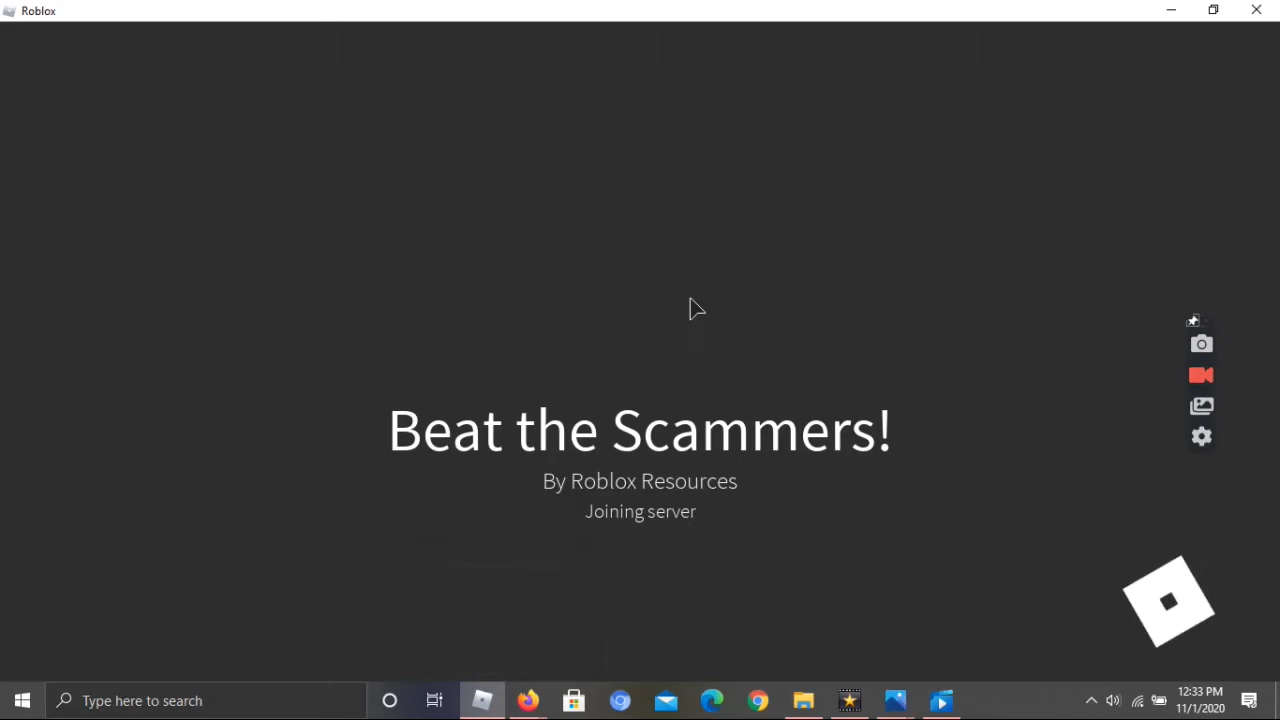 Roblox
Beat the Scammers!
By Roblox Resources
Joining server
Type here to search
12:33 PM
11/1/2020